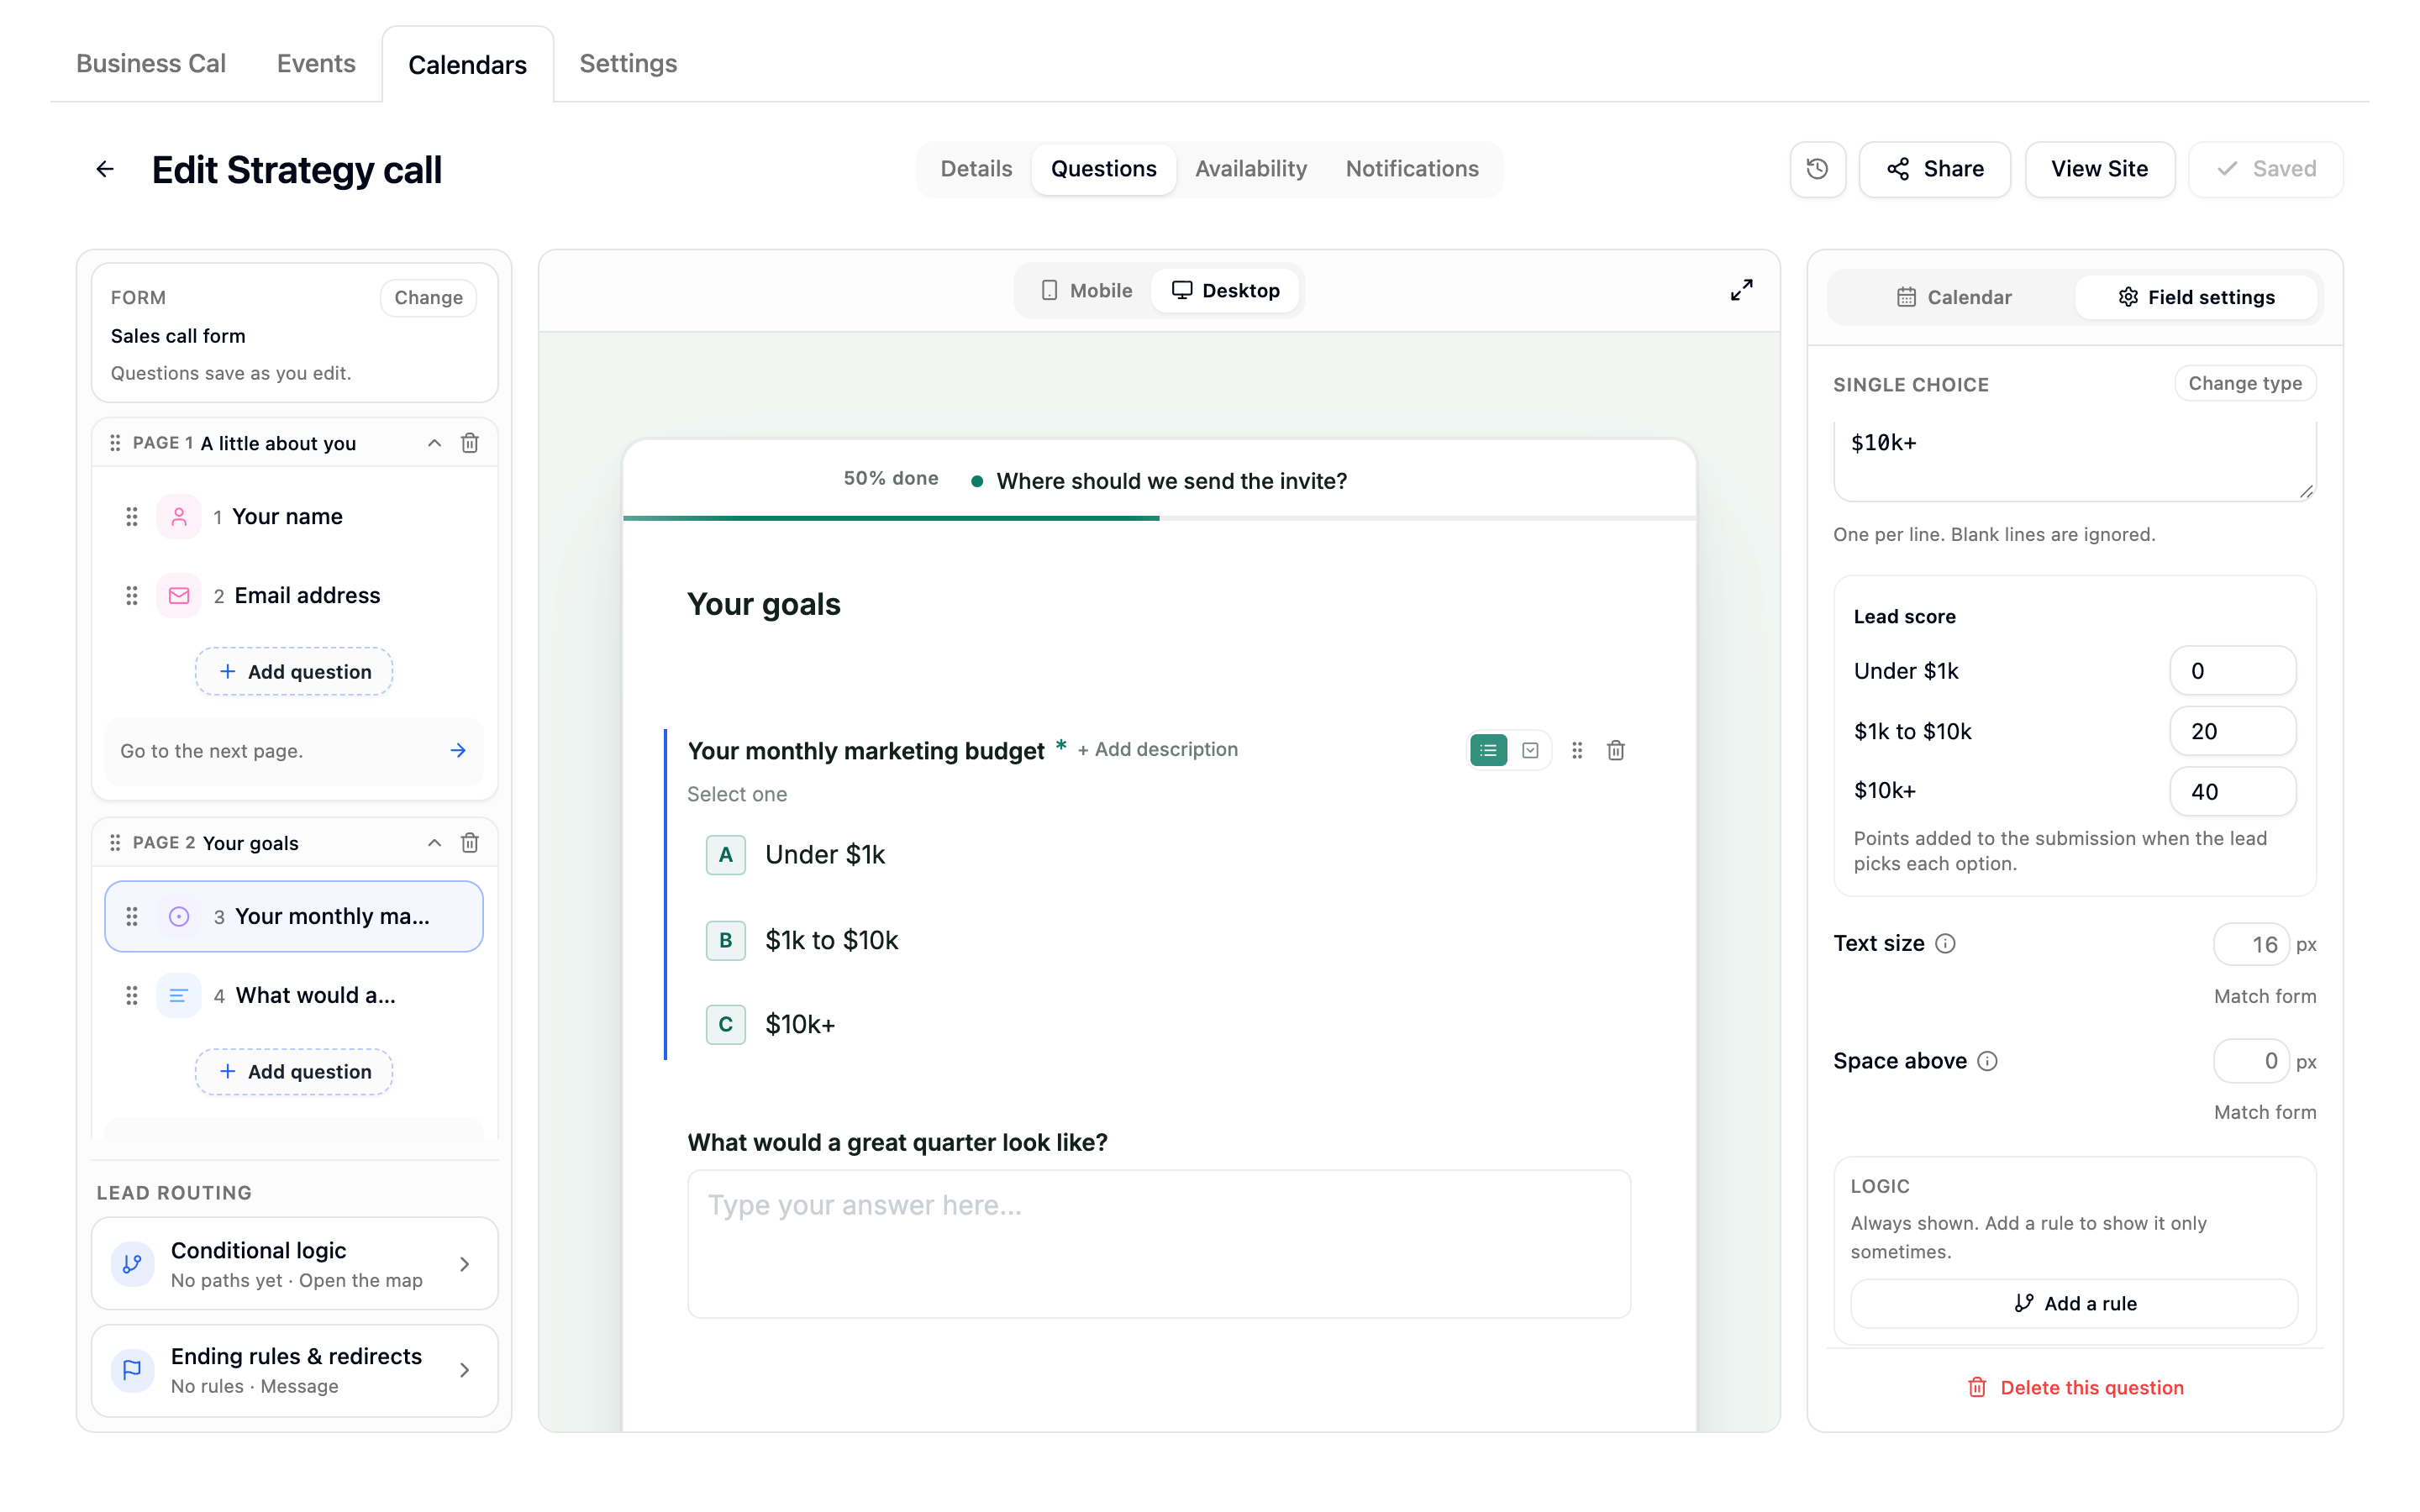 Business Cal
Events
Calendars
Settings
Edit Strategy call
Details
Questions
Availability
Notifications
Share
View Site
Saved
FORM
Change
Sales call form
Questions save as you edit.
PAGE 1 A little about you
1 Your name
2 Email address
Add question
Go to the next page.
PAGE 2 Your goals
3 Your monthly ma...
4 What would a...
Add question
LEAD ROUTING
Conditional logic
No paths yet · Open the map
Ending rules & redirects
No rules · Message
Mobile
Desktop
50% done
Where should we send the invite?
Your goals
Your monthly marketing budget * + Add description
Select one
A Under $1k
B $1k to $10k
C $10k+
What would a great quarter look like?
Type your answer here...
Calendar
Field settings
SINGLE CHOICE
Change type
$10k+
One per line. Blank lines are ignored.
Lead score
Under $1k 0
$1k to $10k 20
$10k+ 40
Points added to the submission when the lead
picks each option.
Text size 16 px
Match form
Space above 0 px
Match form
LOGIC
Always shown. Add a rule to show it only
sometimes.
Add a rule
Delete this question